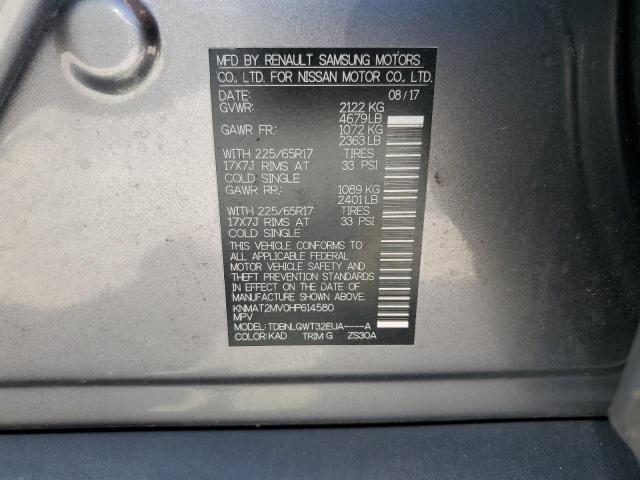 MFD BY RENAULT SAMSUNG MOTORS
CO., LTD. FOR NISSAN MOTOR CO., LTD.
DATE: 08/17
GVWR: 2122 KG
4679 LB
GAWR FR: 1072 KG
2363 LB
WITH 225/65R17 TIRES
17X7J RIMS AT 33 PSI
COLD SINGLE
GAWR RR: 1089 KG
2401 LB
WITH 225/65R17 TIRES
17X7J RIMS AT 33 PSI
COLD SINGLE
THIS VEHICLE CONFORMS TO
ALL APPLICABLE FEDERAL
MOTOR VEHICLE SAFETY AND
THEFT PREVENTION STANDARDS
IN EFFECT ON THE DATE OF
MANUFACTURE SHOWN ABOVE.
KNMAT2MV0HP614580
MPV
MODEL: TDBNLQWT32EUA----A
COLOR: KAD TRIM: G ZS30A